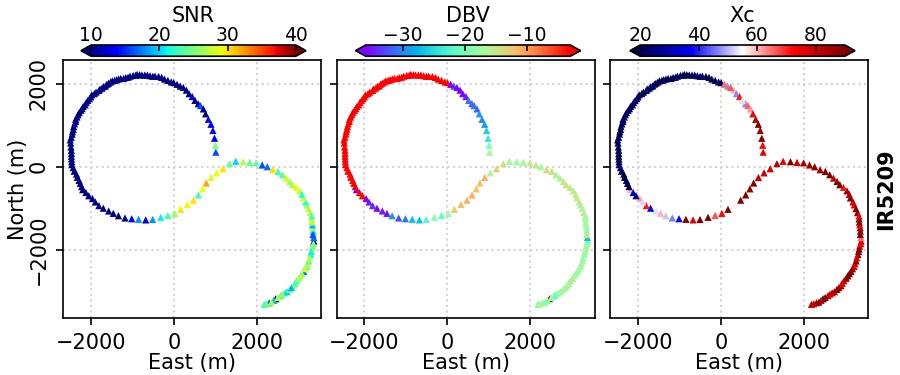 SNR
DBV
Xc
10 20 30 40
−30 −20 −10
20 40 60 80
2000
0
−2000
North (m)
−2000 0 2000
−2000 0 2000
−2000 0 2000
East (m)
East (m)
East (m)
IR5209